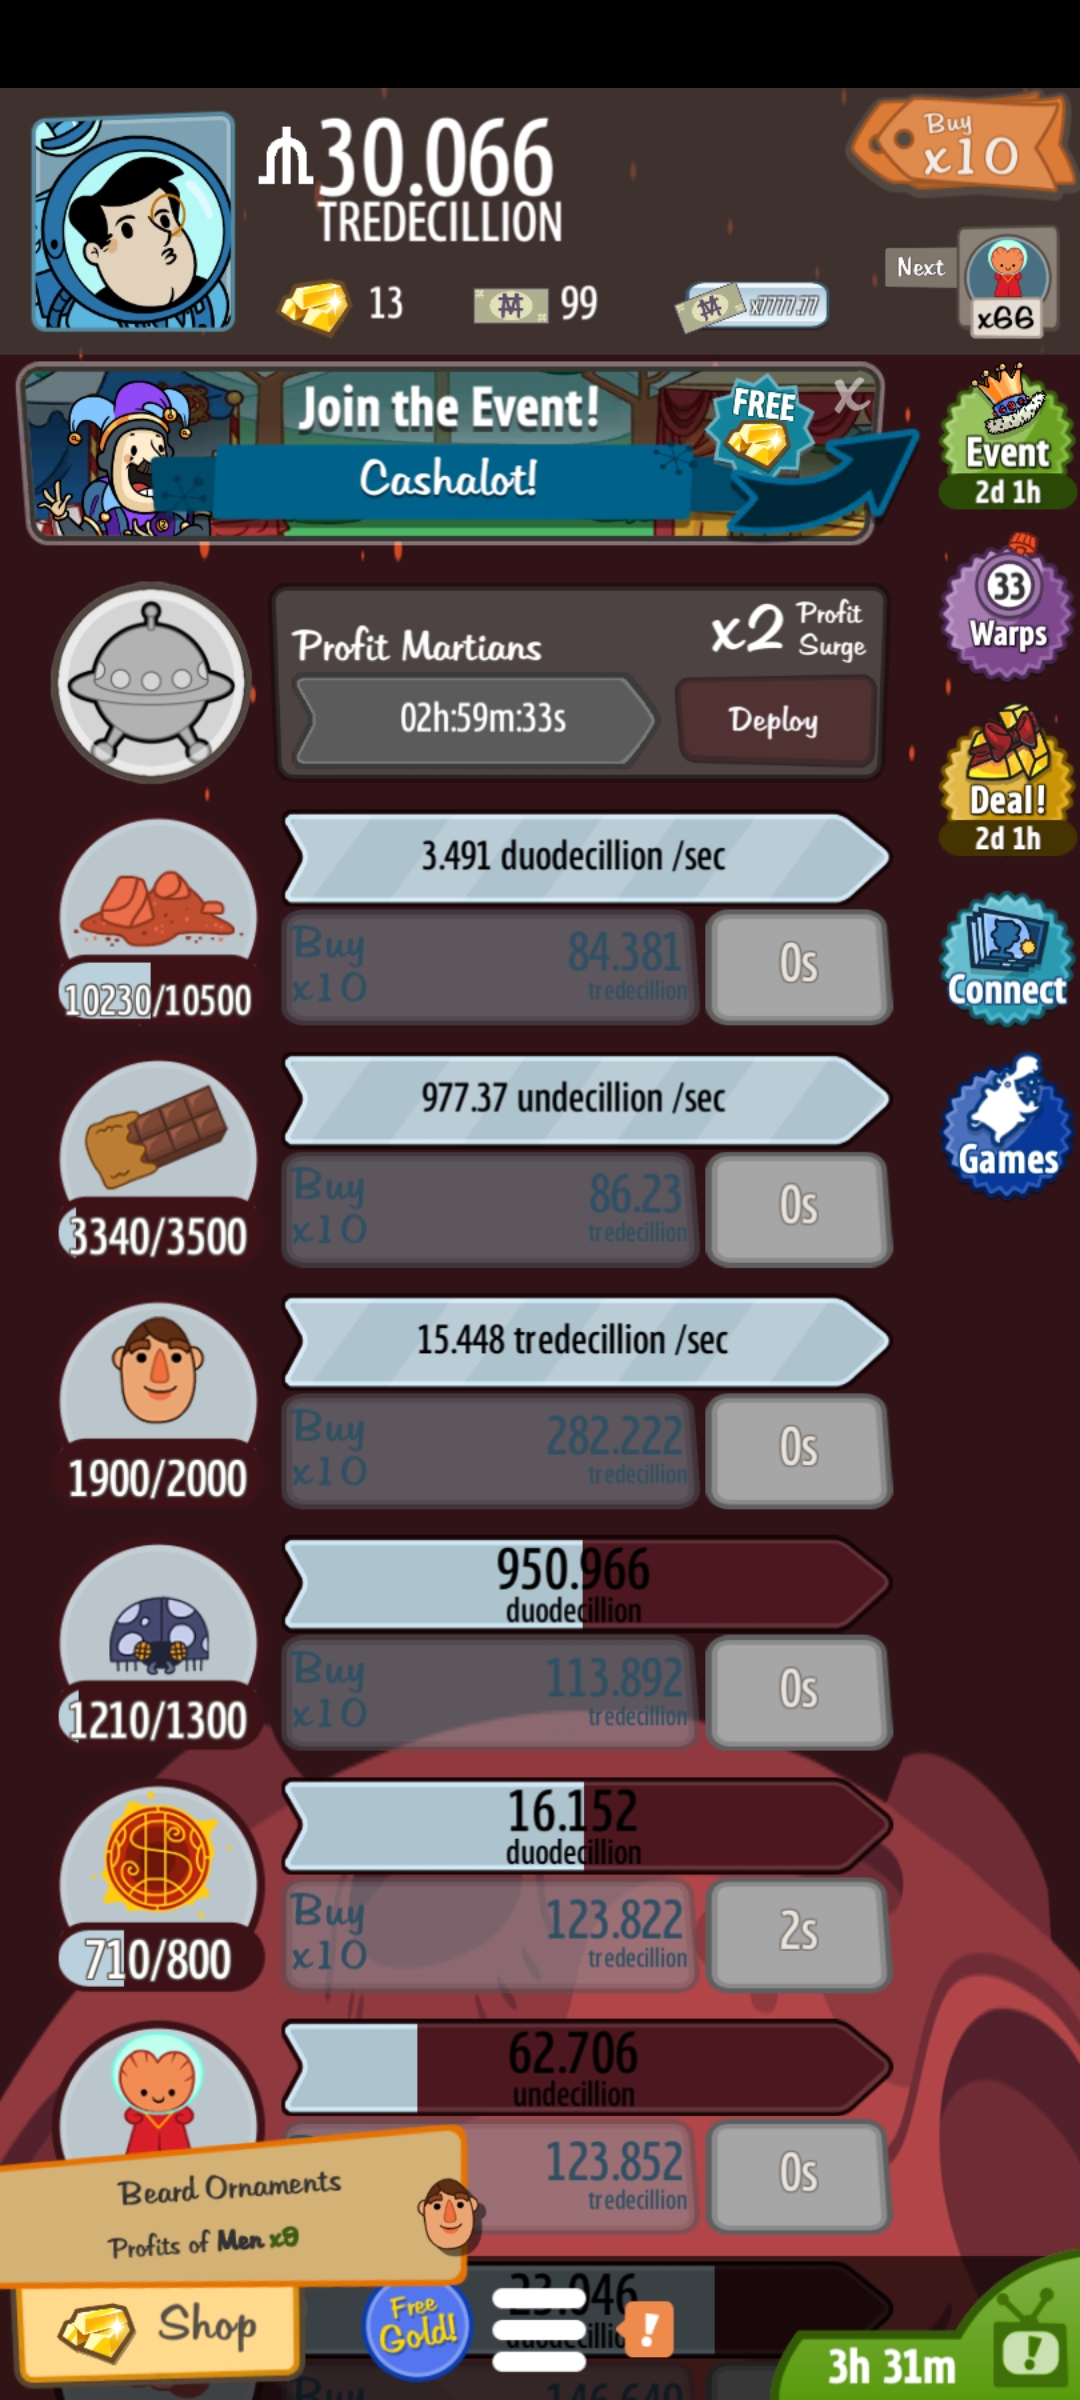 30.066
TREDECILLION
Buy
x10
13
99
x7777.77
Next
x66
Join the Event!
FREE
X
Cashalot!
Event
2d 1h
33
Warps
Profit Martians
x2 Profit Surge
02h:59m:33s
Deploy
Deal!
2d 1h
3.491 duodecillion /sec
Buy
x10
84.381
tredecillion
0s
10230/10500
Connect
977.37 undecillion /sec
Buy
x10
86.23
tredecillion
0s
3340/3500
Games
15.448 tredecillion /sec
Buy
x10
282.222
tredecillion
0s
1900/2000
950.966
duodecillion
Buy
x10
113.892
tredecillion
0s
1210/1300
16.152
duodecillion
Buy
x10
123.822
tredecillion
2s
710/800
62.706
undecillion
123.852
tredecillion
0s
Beard Ornaments
Profits of Men x9
23.046
Shop
Free
Gold!
!
3h 31m
!
Buy
146.640